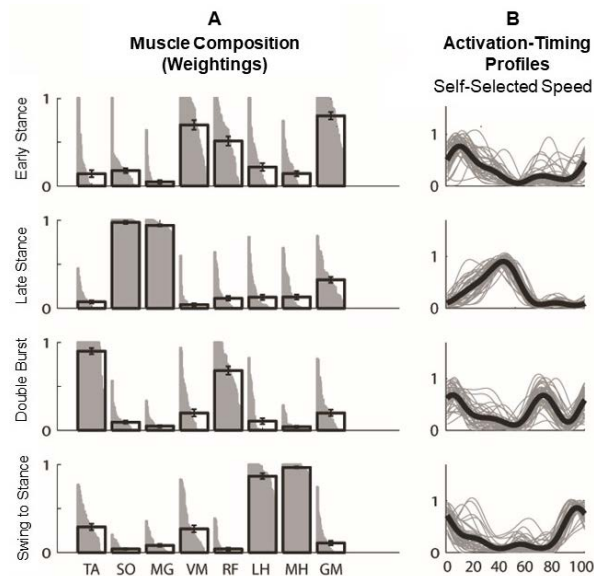 A
Muscle Composition
(Weightings)
B
Activation-Timing
Profiles
Self-Selected Speed
Early Stance
1
0
1
0
Late Stance
1
0
1
0
Double Burst
1
0
1
0
Swing to Stance
1
0
1
0
TA SO MG VM RF LH MH GM
0 20 40 60 80 100